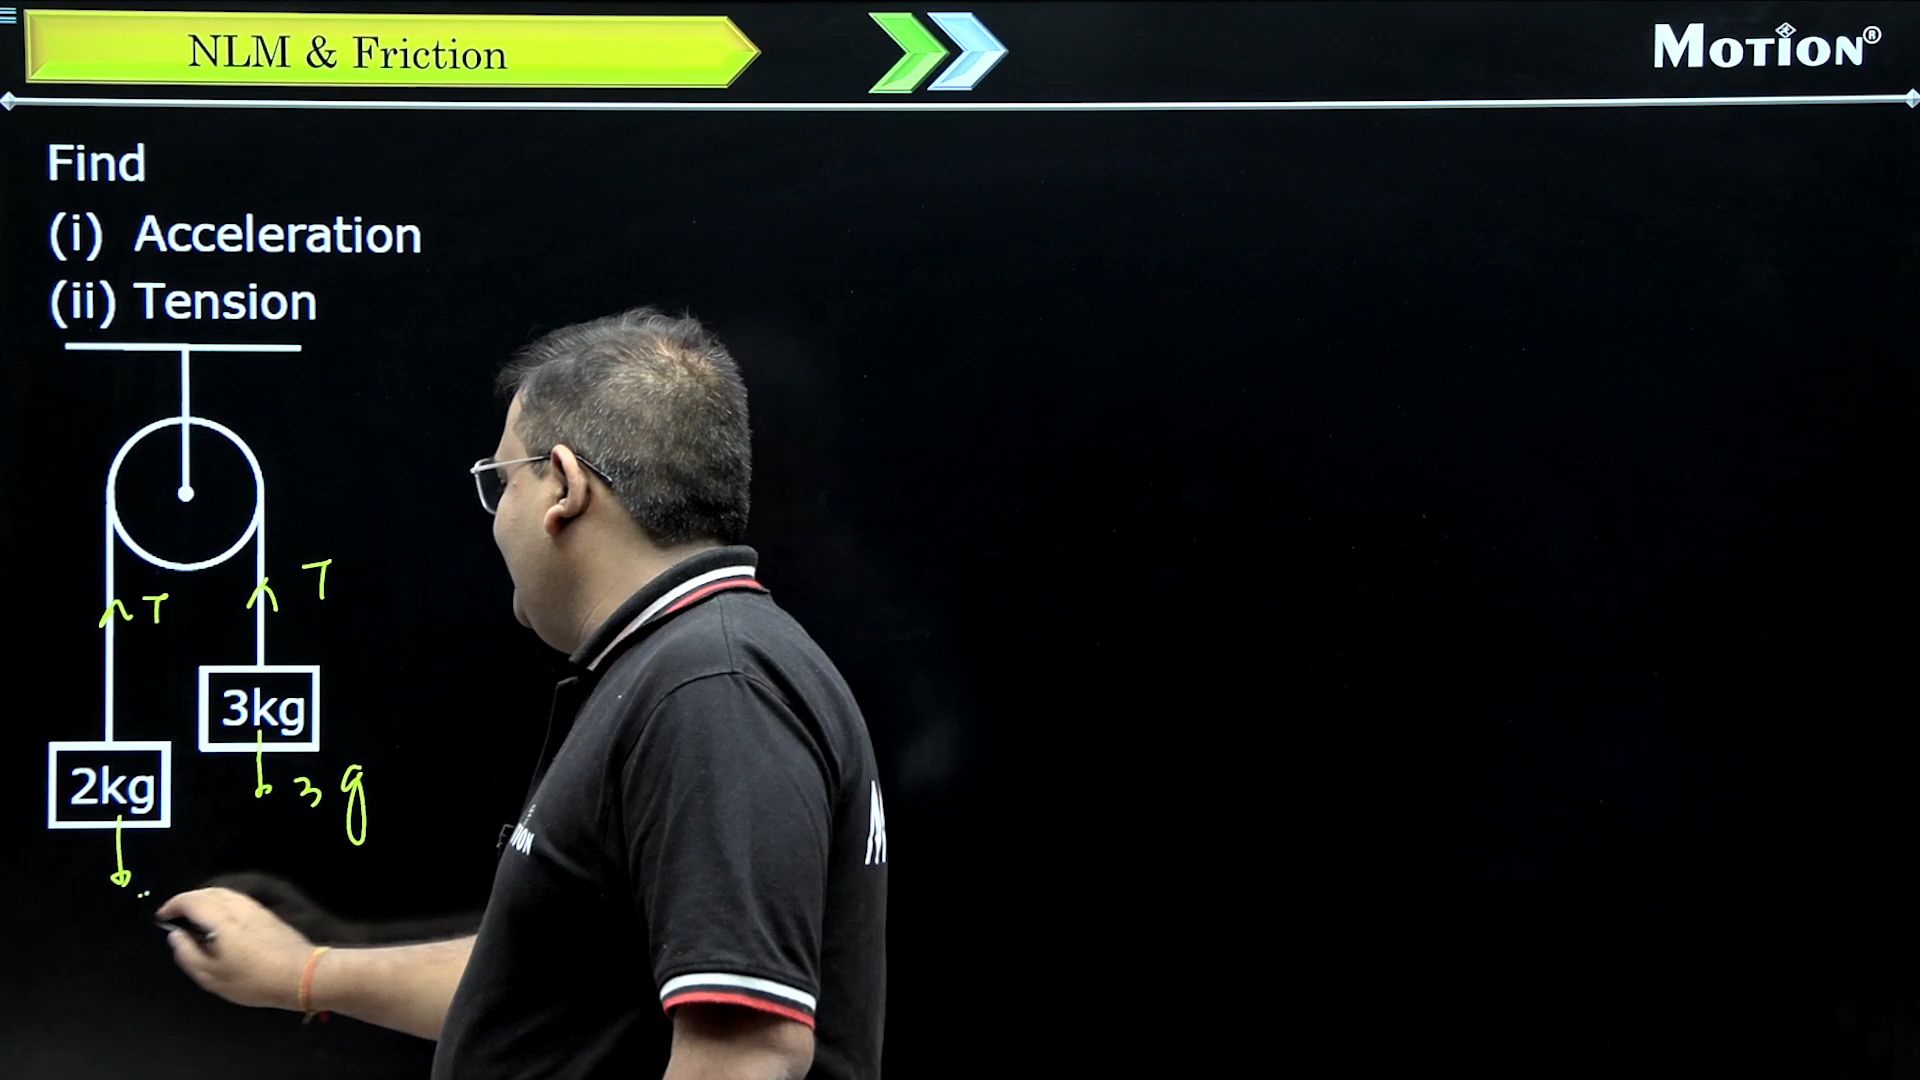 NLM & Friction
MOTION®
Find
(i) Acceleration
(ii) Tension
T
T
3kg
2kg
3g